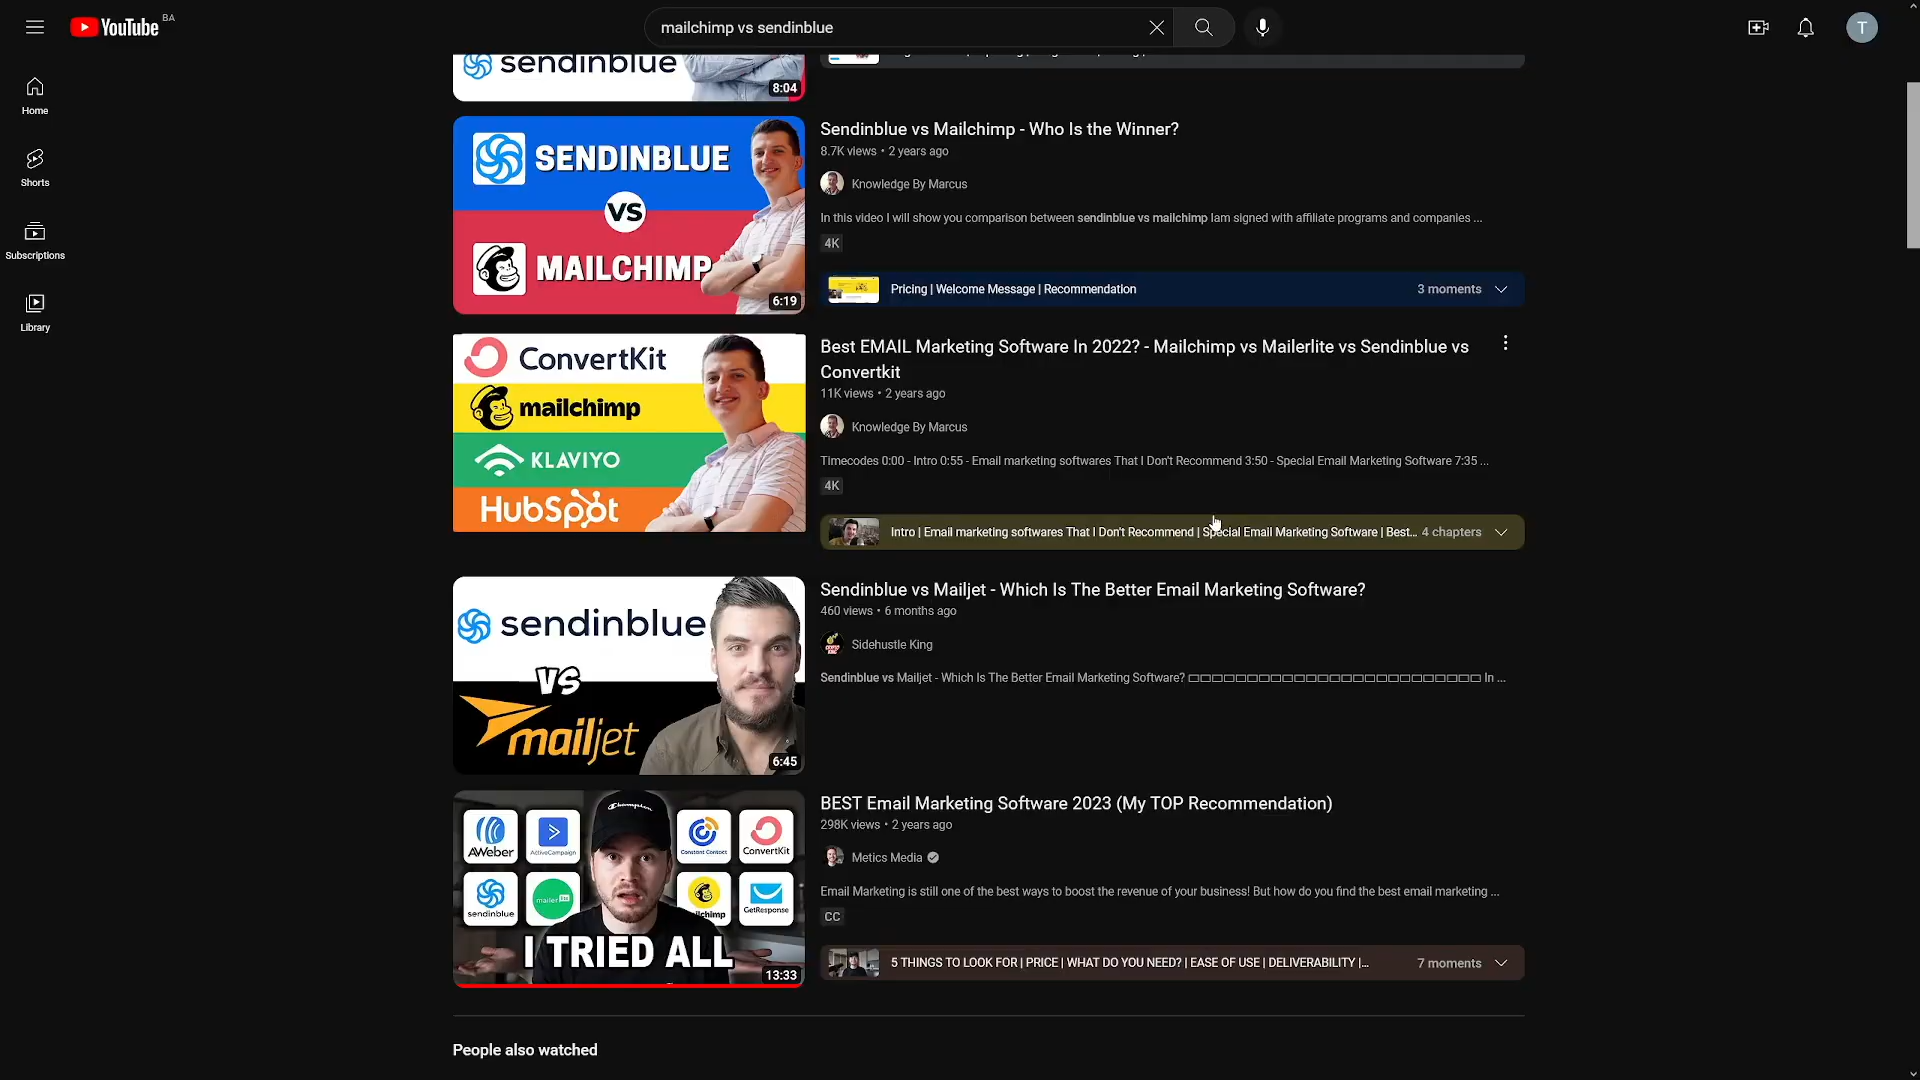 YouTube
BA
mailchimp vs sendinblue
T
Home
Shorts
Subscriptions
Library
sendinblue
8:04
SENDINBLUE
VS
MAILCHIMP
6:19
Sendinblue vs Mailchimp - Who Is the Winner?
8.7K views • 2 years ago
Knowledge By Marcus
In this video I will show you comparison between sendinblue vs mailchimp Iam signed with affiliate programs and companies ...
4K
Pricing | Welcome Message | Recommendation
3 moments
ConvertKit
mailchimp
KLAVIYO
HubSpot
Best EMAIL Marketing Software In 2022? - Mailchimp vs Mailerlite vs Sendinblue vs
Convertkit
11K views • 2 years ago
Knowledge By Marcus
Timecodes 0:00 - Intro 0:55 - Email marketing softwares That I Don't Recommend 3:50 - Special Email Marketing Software 7:35 ...
4K
Intro | Email marketing softwares That I Don't Recommend | Special Email Marketing Software | Best...
4 chapters
sendinblue
VS
mailjet
6:45
Sendinblue vs Mailjet - Which Is The Better Email Marketing Software?
460 views • 6 months ago
Sidehustle King
Sendinblue vs Mailjet - Which Is The Better Email Marketing Software? In ...
Champion
AWeber
ActiveCampaign
Constant Contact
ConvertKit
sendinblue
mailer lite
chimp
GetResponse
I TRIED ALL
13:33
BEST Email Marketing Software 2023 (My TOP Recommendation)
298K views • 2 years ago
Metics Media
Email Marketing is still one of the best ways to boost the revenue of your business! But how do you find the best email marketing ...
CC
5 THINGS TO LOOK FOR | PRICE | WHAT DO YOU NEED? | EASE OF USE | DELIVERABILITY |...
7 moments
People also watched